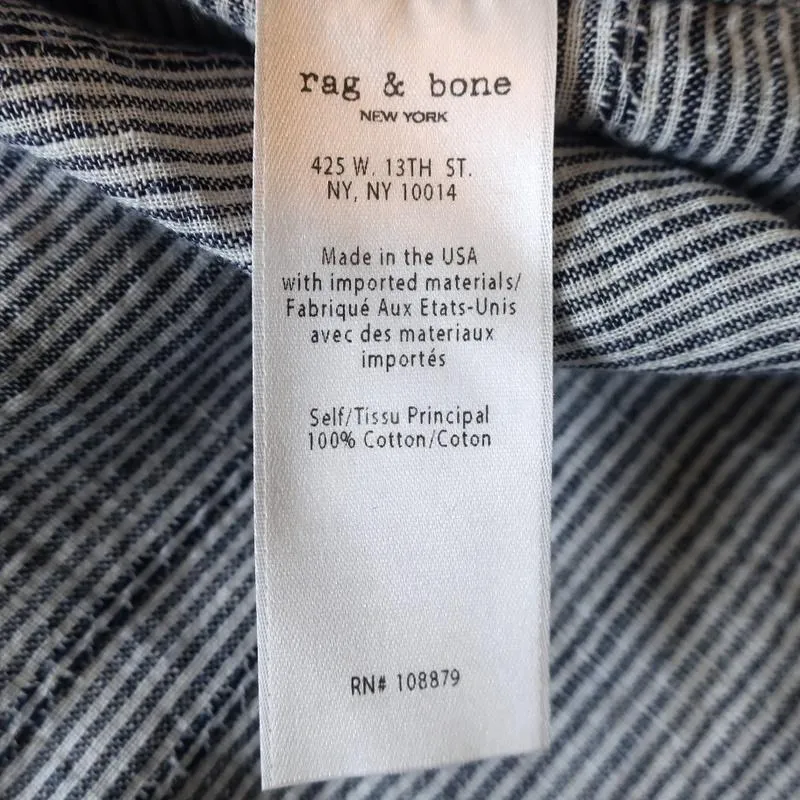 rag & bone
NEW YORK
425 W. 13TH ST.
NY, NY 10014
Made in the USA
with imported materials/
Fabriqué Aux Etats-Unis
avec des materiaux
importés
Self/Tissu Principal
100% Cotton/Coton
RN# 108879